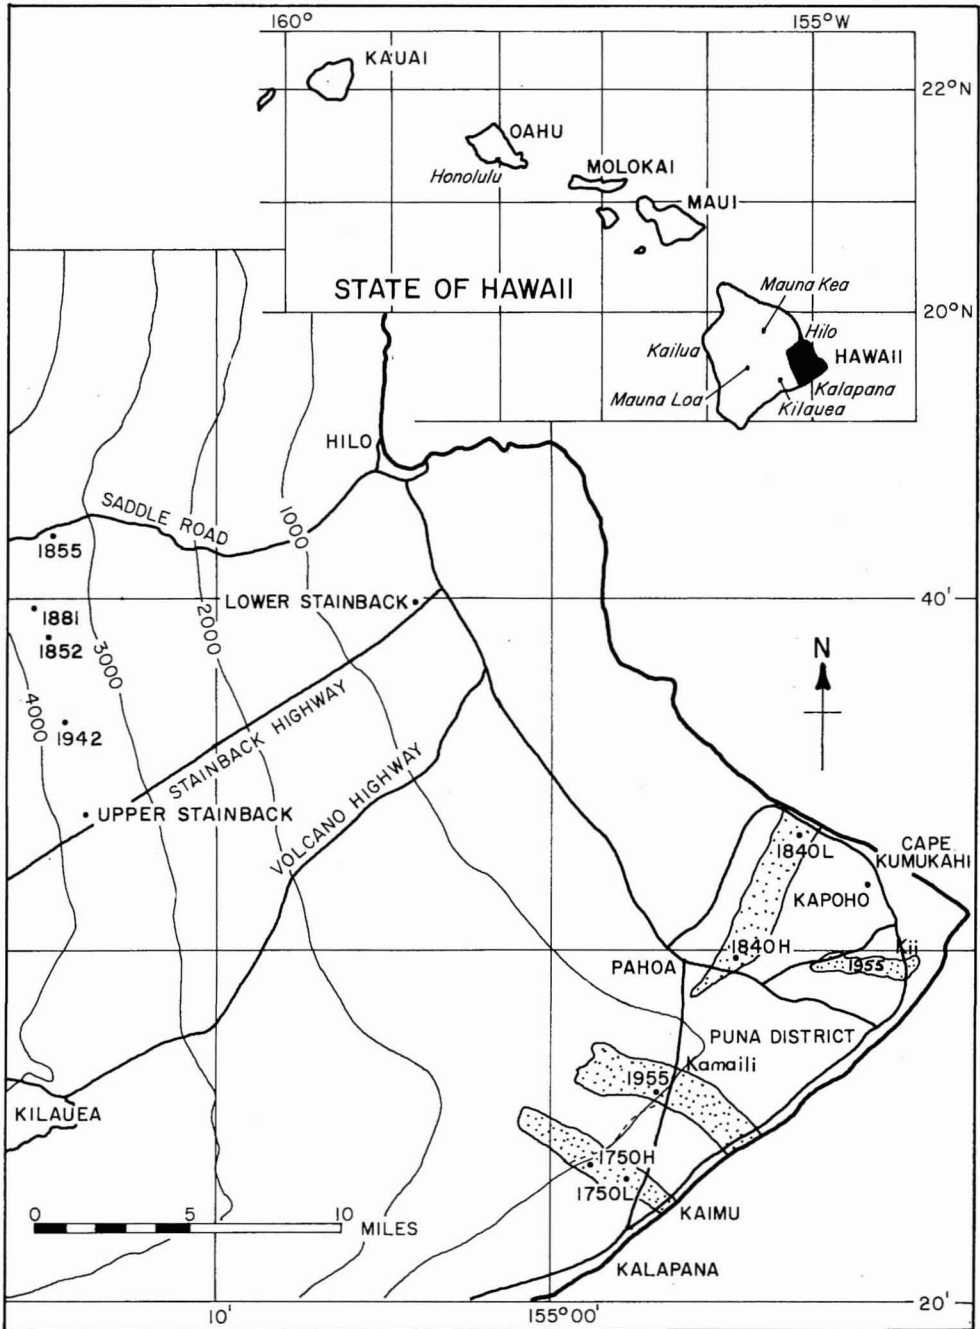 160°
155°W
KAUAI
22°N
OAHU
Honolulu
MOLOKAI
MAUI
STATE OF HAWAII
Mauna Kea
20°N
Hilo
Kailua
HAWAII
Mauna Loa
Kalapana
Kilauea
HILO
SADDLE ROAD
1000
1855
2000
LOWER STAINBACK
40'
1881
1852
3000
N
4000
STAINBACK HIGHWAY
1942
VOLCANO HIGHWAY
UPPER STAINBACK
1840L
CAPE
KUMUKAHI
KAPOHO
1840H
Kii
PAHOA
1955
PUNA DISTRICT
Kamaili
1955
KILAUEA
1750H
1750L
KAIMU
0 5 10
MILES
KALAPANA
10'
155°00'
20'